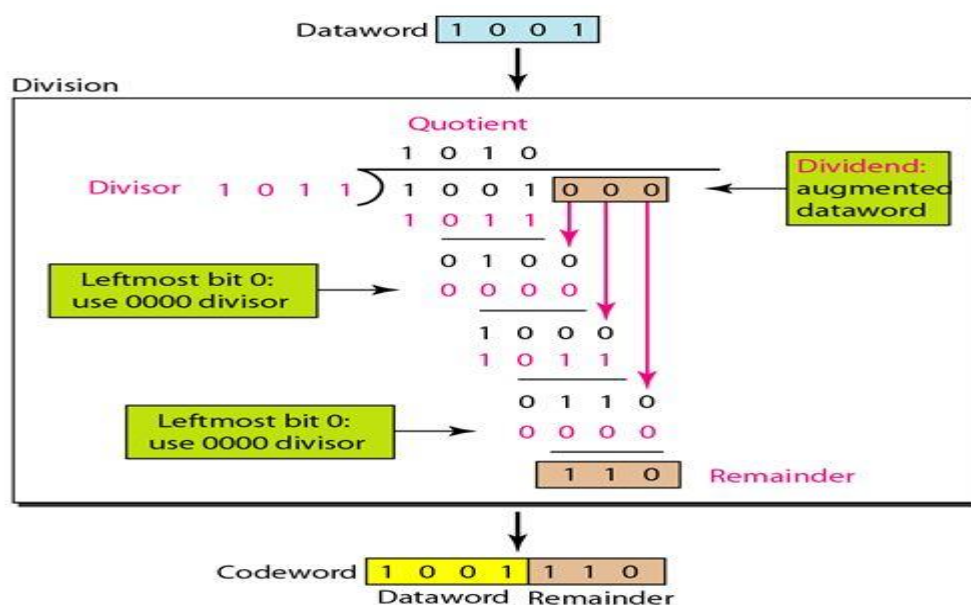 Dataword 1 0 0 1
Division
Quotient
1 0 1 0
Divisor 1 0 1 1 1 0 0 1 0 0 0
Dividend:
augmented
dataword
1 0 1 1
Leftmost bit 0:
use 0000 divisor
0 1 0 0
0 0 0 0
1 0 0 0
1 0 1 1
Leftmost bit 0:
use 0000 divisor
0 1 1 0
0 0 0 0
1 1 0 Remainder
Codeword 1 0 0 1 1 1 0
Dataword Remainder